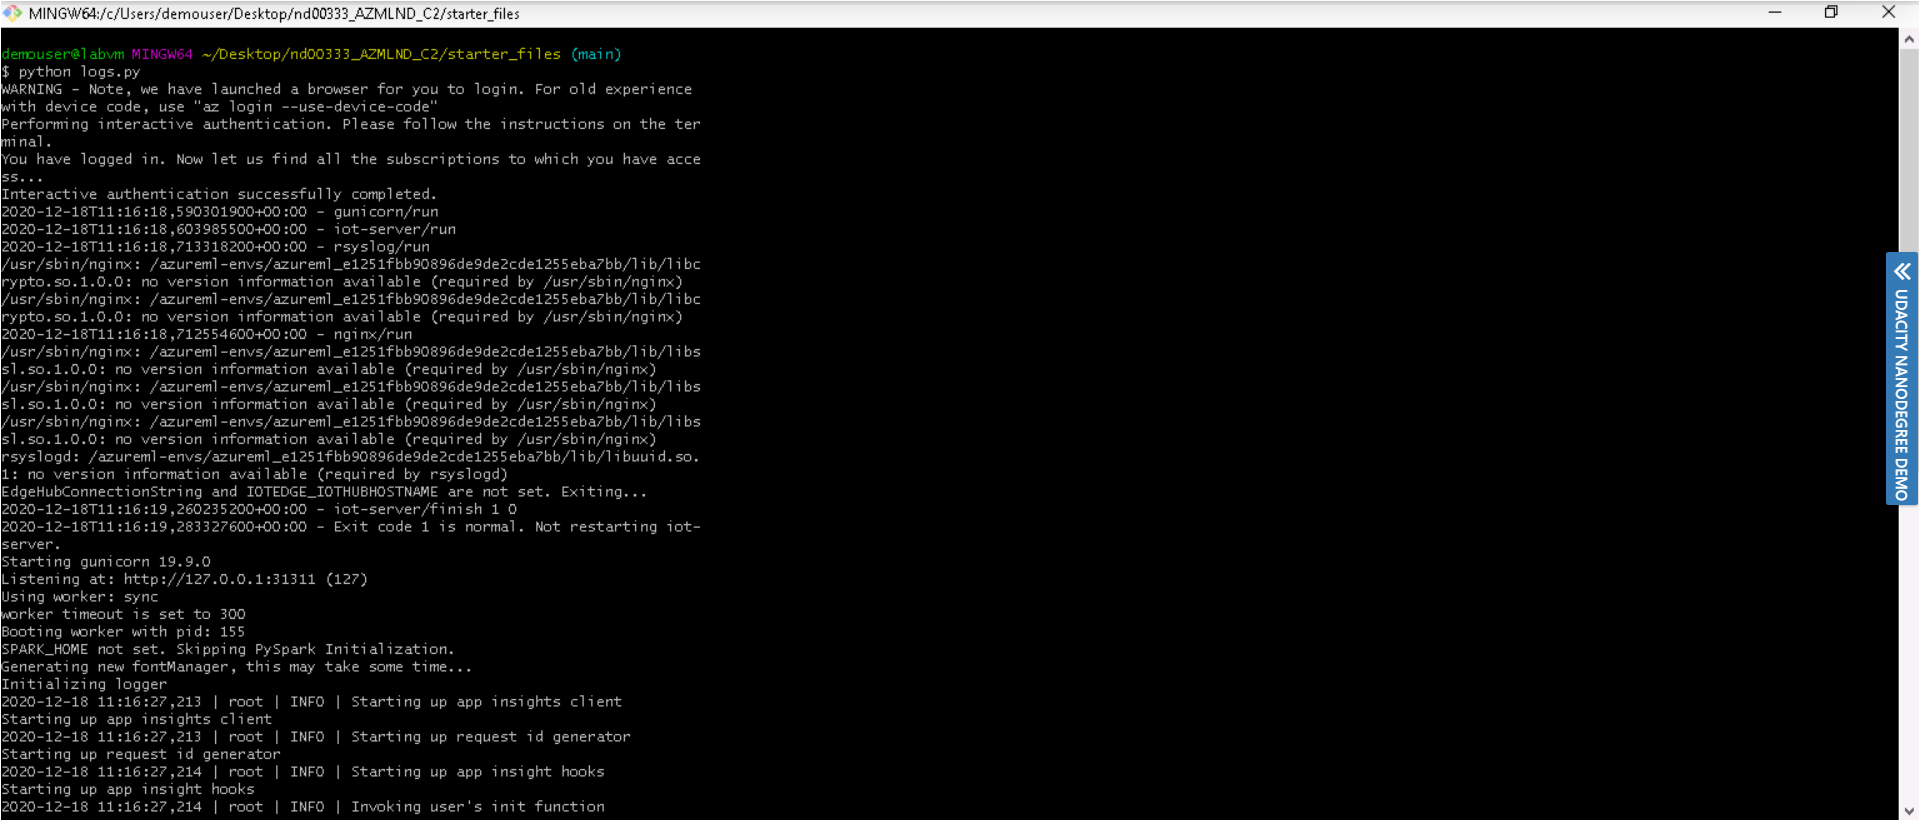 MINGW64:/c/Users/demouser/Desktop/nd00333_AZMLND_C2/starter_files
demouser@labvm MINGW64 ~/Desktop/nd00333_AZMLND_C2/starter_files (main)
$ python logs.py
WARNING - Note, we have launched a browser for you to login. For old experience
with device code, use "az login --use-device-code"
Performing interactive authentication. Please follow the instructions on the ter
minal.
You have logged in. Now let us find all the subscriptions to which you have acce
ss...
Interactive authentication successfully completed.
2020-12-18T11:16:18,590301900+00:00 - gunicorn/run
2020-12-18T11:16:18,603985500+00:00 - iot-server/run
2020-12-18T11:16:18,713318200+00:00 - rsyslog/run
/usr/sbin/nginx: /azureml-envs/azureml_e1251fbb90896de9de2cde1255eba7bb/lib/libc
rypto.so.1.0.0: no version information available (required by /usr/sbin/nginx)
/usr/sbin/nginx: /azureml-envs/azureml_e1251fbb90896de9de2cde1255eba7bb/lib/libc
rypto.so.1.0.0: no version information available (required by /usr/sbin/nginx)
2020-12-18T11:16:18,712554600+00:00 - nginx/run
/usr/sbin/nginx: /azureml-envs/azureml_e1251fbb90896de9de2cde1255eba7bb/lib/libs
sl.so.1.0.0: no version information available (required by /usr/sbin/nginx)
/usr/sbin/nginx: /azureml-envs/azureml_e1251fbb90896de9de2cde1255eba7bb/lib/libs
sl.so.1.0.0: no version information available (required by /usr/sbin/nginx)
/usr/sbin/nginx: /azureml-envs/azureml_e1251fbb90896de9de2cde1255eba7bb/lib/libs
sl.so.1.0.0: no version information available (required by /usr/sbin/nginx)
rsyslogd: /azureml-envs/azureml_e1251fbb90896de9de2cde1255eba7bb/lib/libuuid.so.
1: no version information available (required by rsyslogd)
EdgeHubConnectionString and IOTEDGE_IOTHUBHOSTNAME are not set. Exiting...
2020-12-18T11:16:19,260235200+00:00 - iot-server/finish 1 0
2020-12-18T11:16:19,283327600+00:00 - Exit code 1 is normal. Not restarting iot-
server.
Starting gunicorn 19.9.0
Listening at: http://127.0.0.1:31311 (127)
Using worker: sync
worker timeout is set to 300
Booting worker with pid: 155
SPARK_HOME not set. Skipping PySpark Initialization.
Generating new fontManager, this may take some time...
Initializing logger
2020-12-18 11:16:27,213 | root | INFO | Starting up app insights client
Starting up app insights client
2020-12-18 11:16:27,213 | root | INFO | Starting up request id generator
Starting up request id generator
2020-12-18 11:16:27,214 | root | INFO | Starting up app insight hooks
Starting up app insight hooks
2020-12-18 11:16:27,214 | root | INFO | Invoking user's init function
UDACITY NANODEGREE DEMO